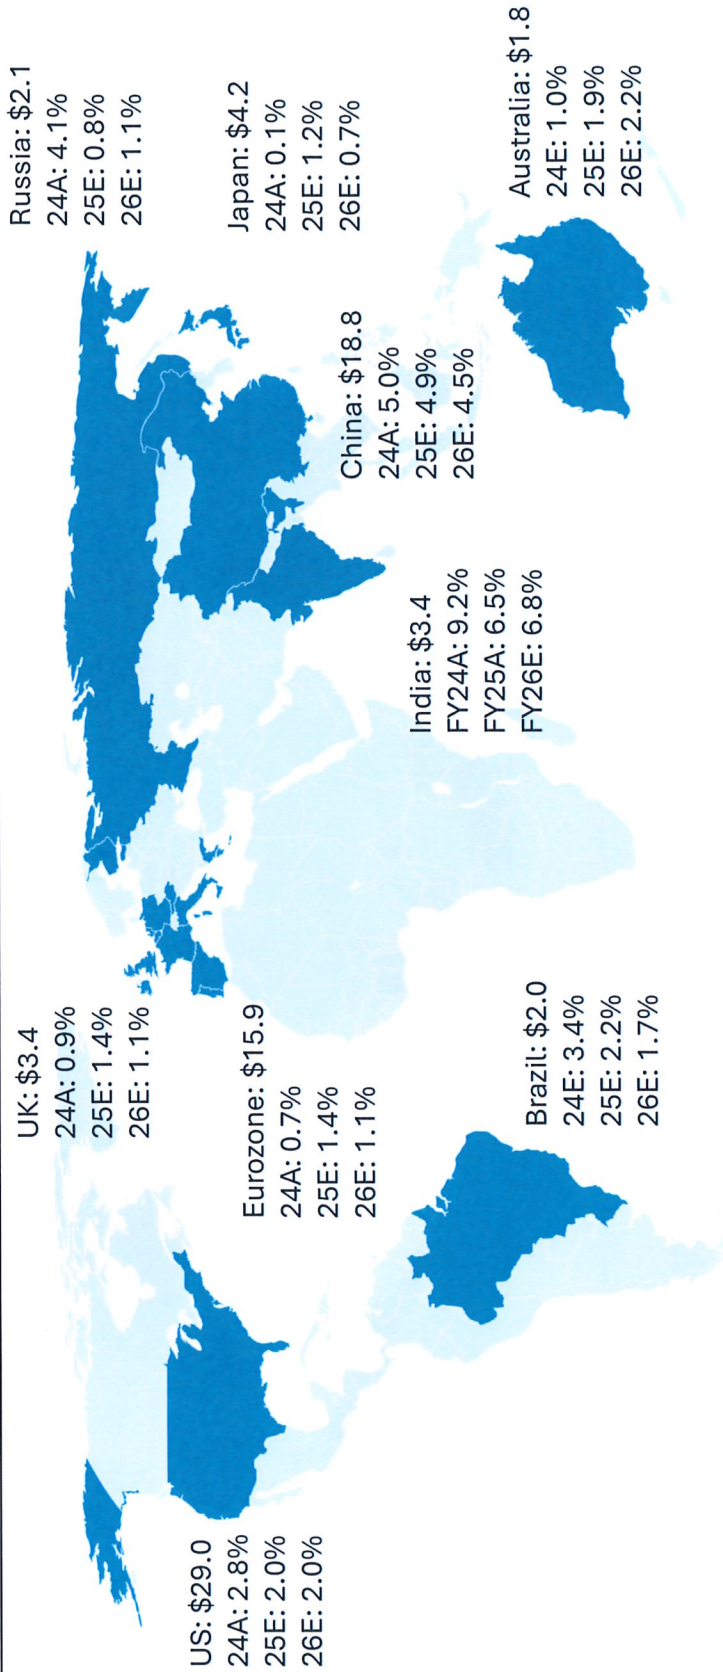 US: $29.0
24A: 2.8%
25E: 2.0%
26E: 2.0%
UK: $3.4
24A: 0.9%
25E: 1.4%
26E: 1.1%
Eurozone: $15.9
24A: 0.7%
25E: 1.4%
26E: 1.1%
Brazil: $2.0
24E: 3.4%
25E: 2.2%
26E: 1.7%
India: $3.4
FY24A: 9.2%
FY25A: 6.5%
FY26E: 6.8%
China: $18.8
24A: 5.0%
25E: 4.9%
26E: 4.5%
Russia: $2.1
24A: 4.1%
25E: 0.8%
26E: 1.1%
Japan: $4.2
24A: 0.1%
25E: 1.2%
26E: 0.7%
Australia: $1.8
24E: 1.0%
25E: 1.9%
26E: 2.2%